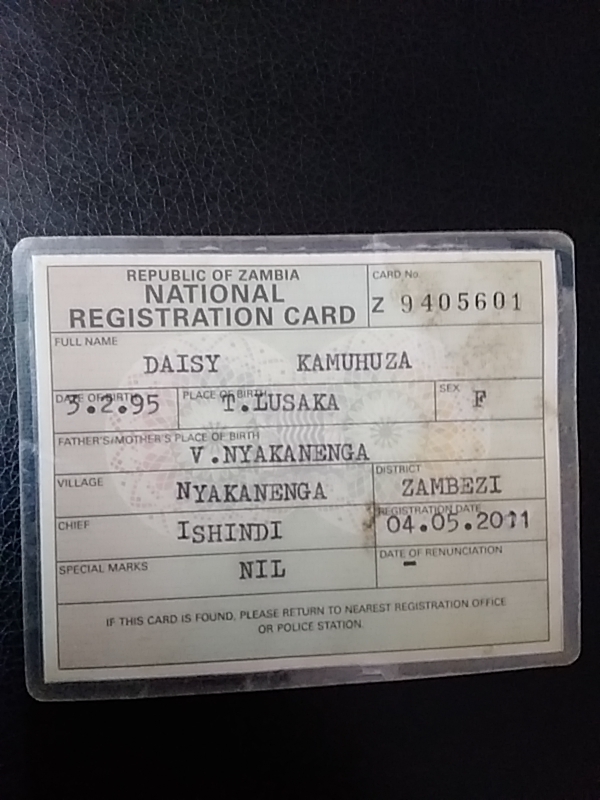 REPUBLIC OF ZAMBIA
NATIONAL
REGISTRATION CARD
CARD No.
Z 9405601
FULL NAME
DAISY KAMUHUZA
DATE OF BIRTH
3.2.95
PLACE OF BIRTH
T.LUSAKA
SEX
F
FATHER'S/MOTHER'S PLACE OF BIRTH
V.NYAKANENGA
VILLAGE
NYAKANENGA
DISTRICT
ZAMBEZI
CHIEF
ISHINDI
REGISTRATION DATE
04.05.2011
SPECIAL MARKS
NIL
DATE OF RENUNCIATION
-
IF THIS CARD IS FOUND, PLEASE RETURN TO NEAREST REGISTRATION OFFICE
OR POLICE STATION.